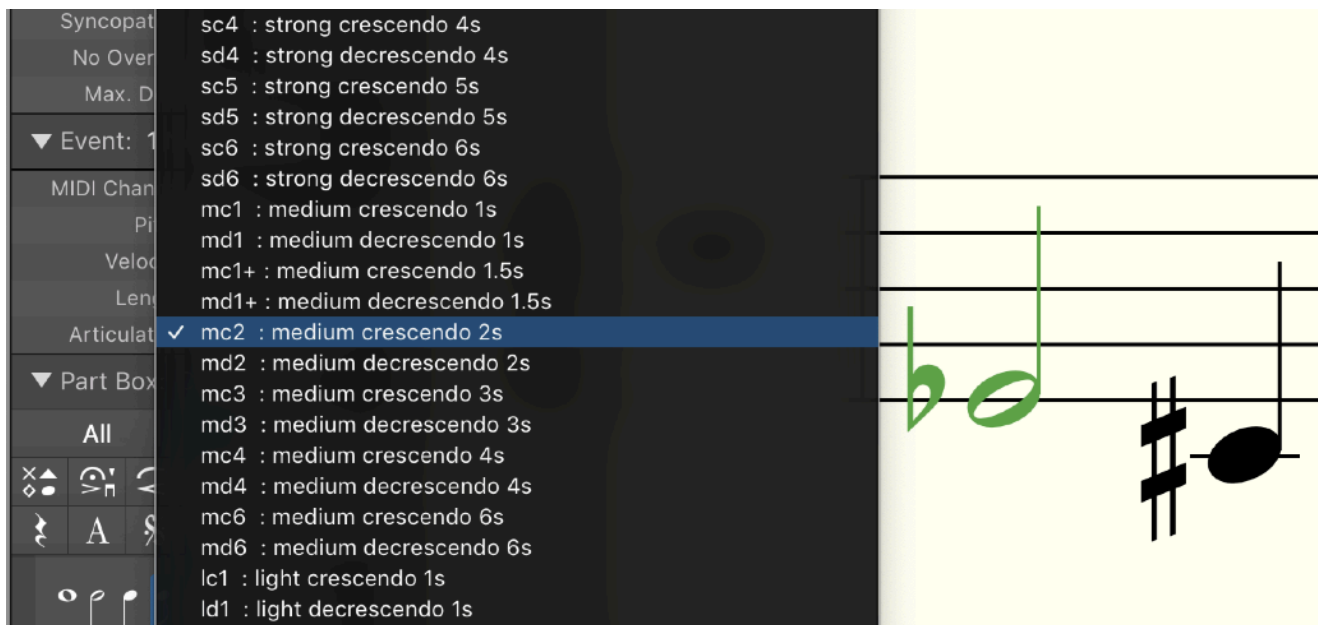 Syncopat
No Over
Max. D
Event: 1
MIDI Chan
Pi
Veloc
Leng
Articulat
Part Box
All
A
sc4 : strong crescendo 4s
sd4 : strong decrescendo 4s
sc5 : strong crescendo 5s
sd5 : strong decrescendo 5s
sc6 : strong crescendo 6s
sd6 : strong decrescendo 6s
mc1 : medium crescendo 1s
md1 : medium decrescendo 1s
mc1+ : medium crescendo 1.5s
md1+ : medium decrescendo 1.5s
mc2 : medium crescendo 2s
md2 : medium decrescendo 2s
mc3 : medium crescendo 3s
md3 : medium decrescendo 3s
mc4 : medium crescendo 4s
md4 : medium decrescendo 4s
mc6 : medium crescendo 6s
md6 : medium decrescendo 6s
lc1 : light crescendo 1s
ld1 : light decrescendo 1s